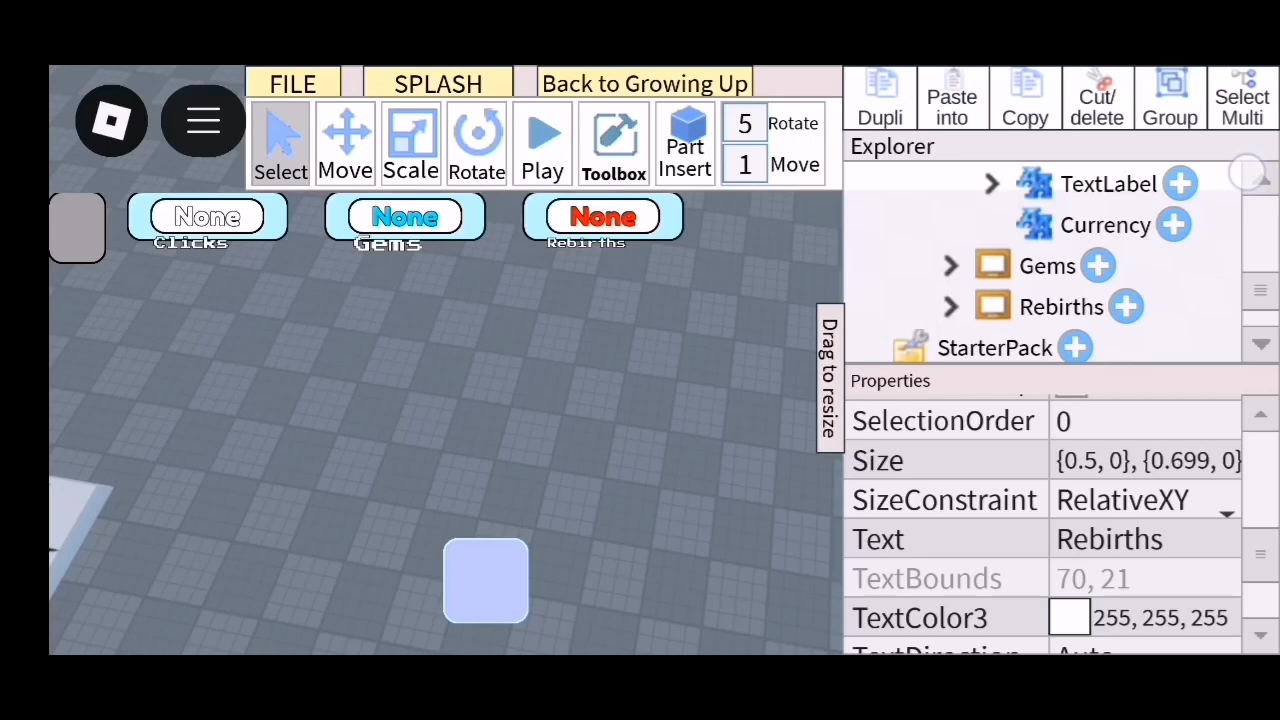 FILE
SPLASH
Back to Growing Up
Select
Move
Scale
Rotate
Play
Toolbox
Part
Insert
5 Rotate
1 Move
Dupli
Paste
into
Copy
Cut/
delete
Group
Select
Multi
None
Clicks
None
Gems
None
Rebirths
Drag to resize
Explorer
TextLabel
Currency
Gems
Rebirths
StarterPack
Properties
SelectionOrder 0
Size {0.5, 0}, {0.699, 0}
SizeConstraint RelativeXY
Text Rebirths
TextBounds 70, 21
TextColor3 255, 255, 255
TextDirection Auto